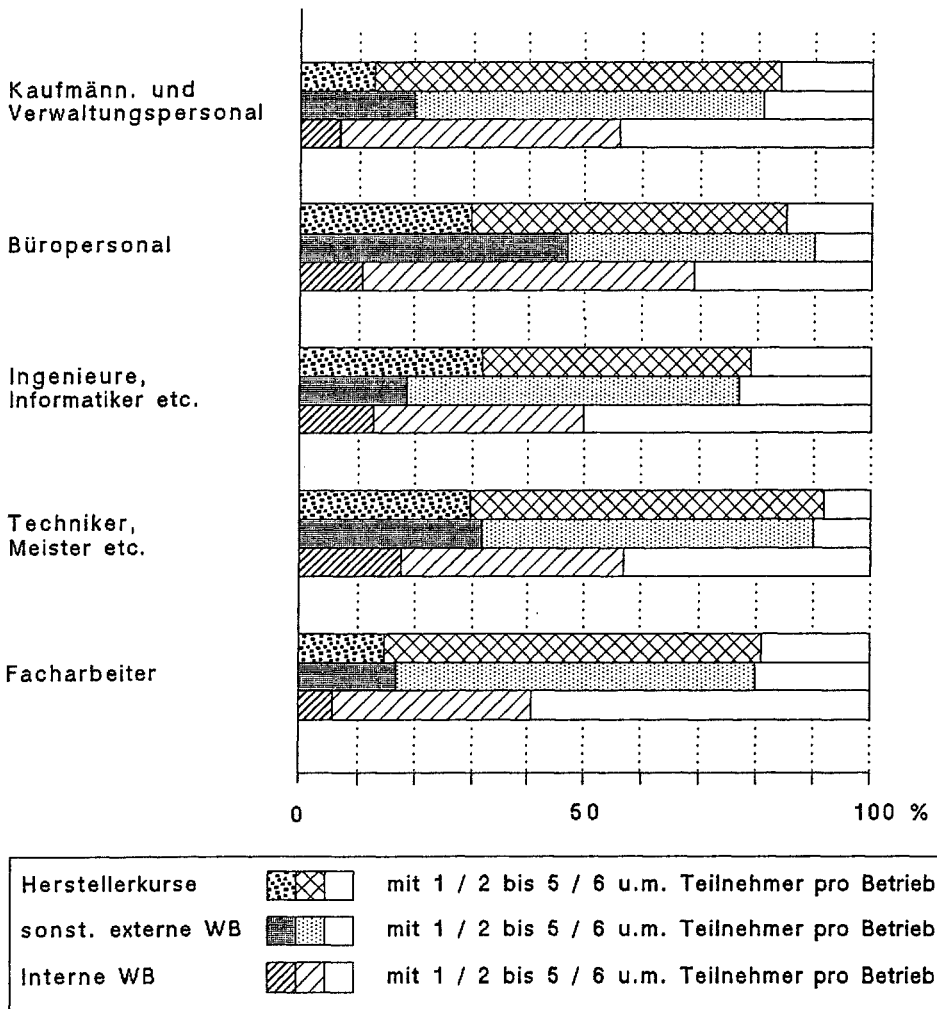 Kaufmänn. und
Verwaltungspersonal
Büropersonal
Ingenieure,
Informatiker etc.
Techniker,
Meister etc.
Facharbeiter
0 50 100 %
Herstellerkurse mit 1 / 2 bis 5 / 6 u.m. Teilnehmer pro Betrieb
sonst. externe WB mit 1 / 2 bis 5 / 6 u.m. Teilnehmer pro Betrieb
Interne WB mit 1 / 2 bis 5 / 6 u.m. Teilnehmer pro Betrieb